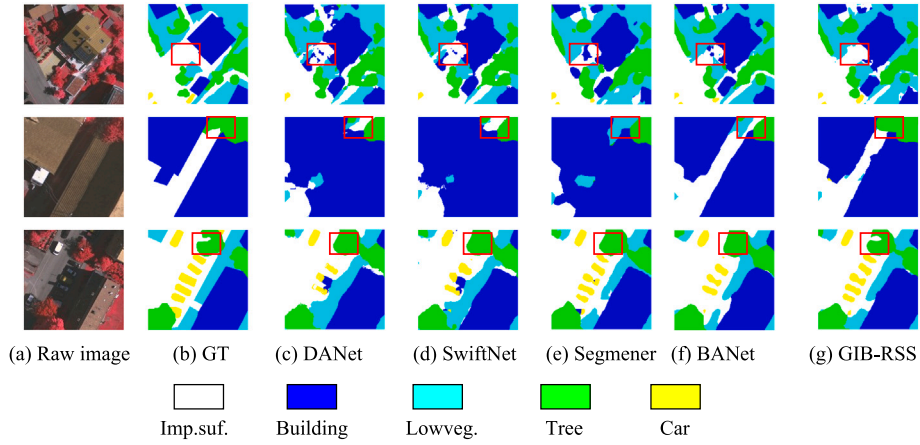 (a) Raw image (b) GT (c) DANet (d) SwiftNet (e) Segmener (f) BANet (g) GIB-RSS
Imp.suf. Building Lowveg. Tree Car